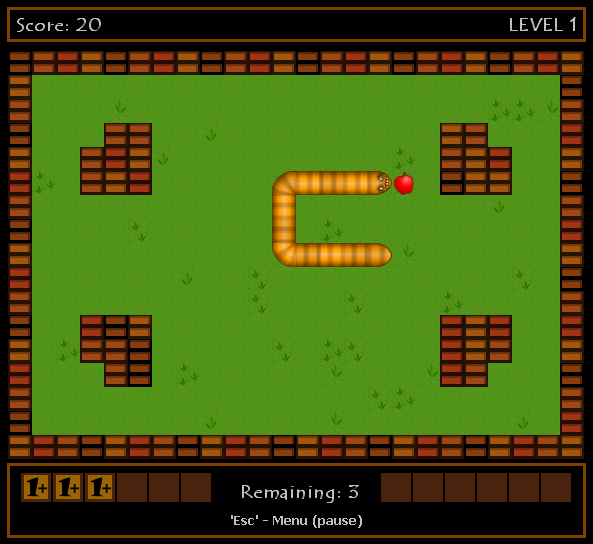 Score: 20
LEVEL 1
1+ 1+ 1+
Remaining: 3
'Esc' - Menu (pause)